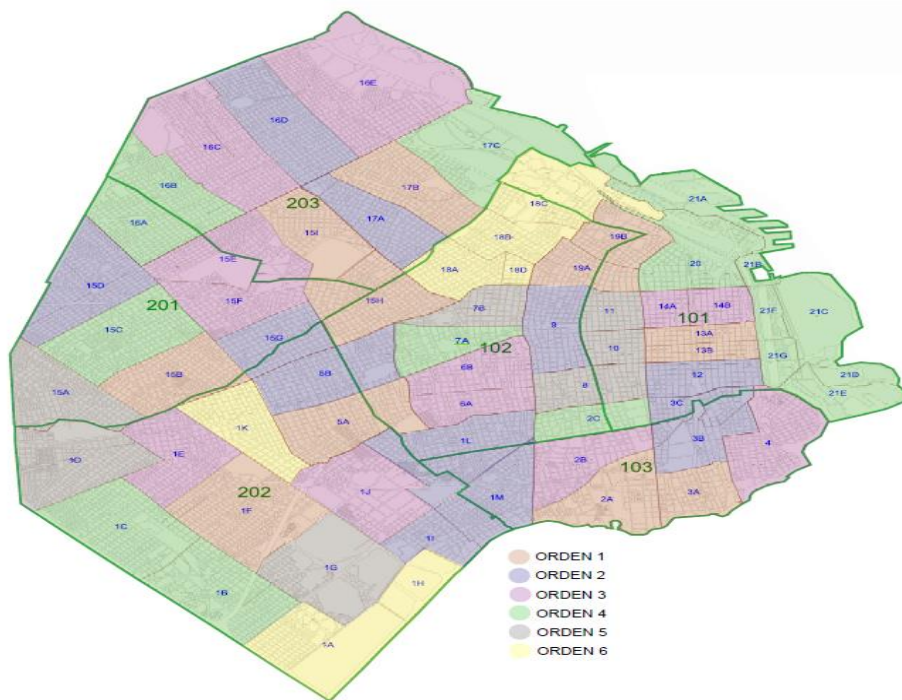 16E
16D
16C
17C
16B
17B
21A
203
18C
16A
17A
15I
18B
19B
15E
18A
18D
19A
20
21B
15D
201
15F
15H
7B
11
14A
14B
21F
21C
15C
15G
9
101
7A
102
13A
10
13B
21G
6B
5B
15B
12
21D
15A
8
6A
3C
21E
2C
1K
5A
1L
3B
4
1E
2B
103
1J
202
1M
3A
2A
1F
1C
1I
1G
1H
1B
1A
ORDEN 1
ORDEN 2
ORDEN 3
ORDEN 4
ORDEN 5
ORDEN 6